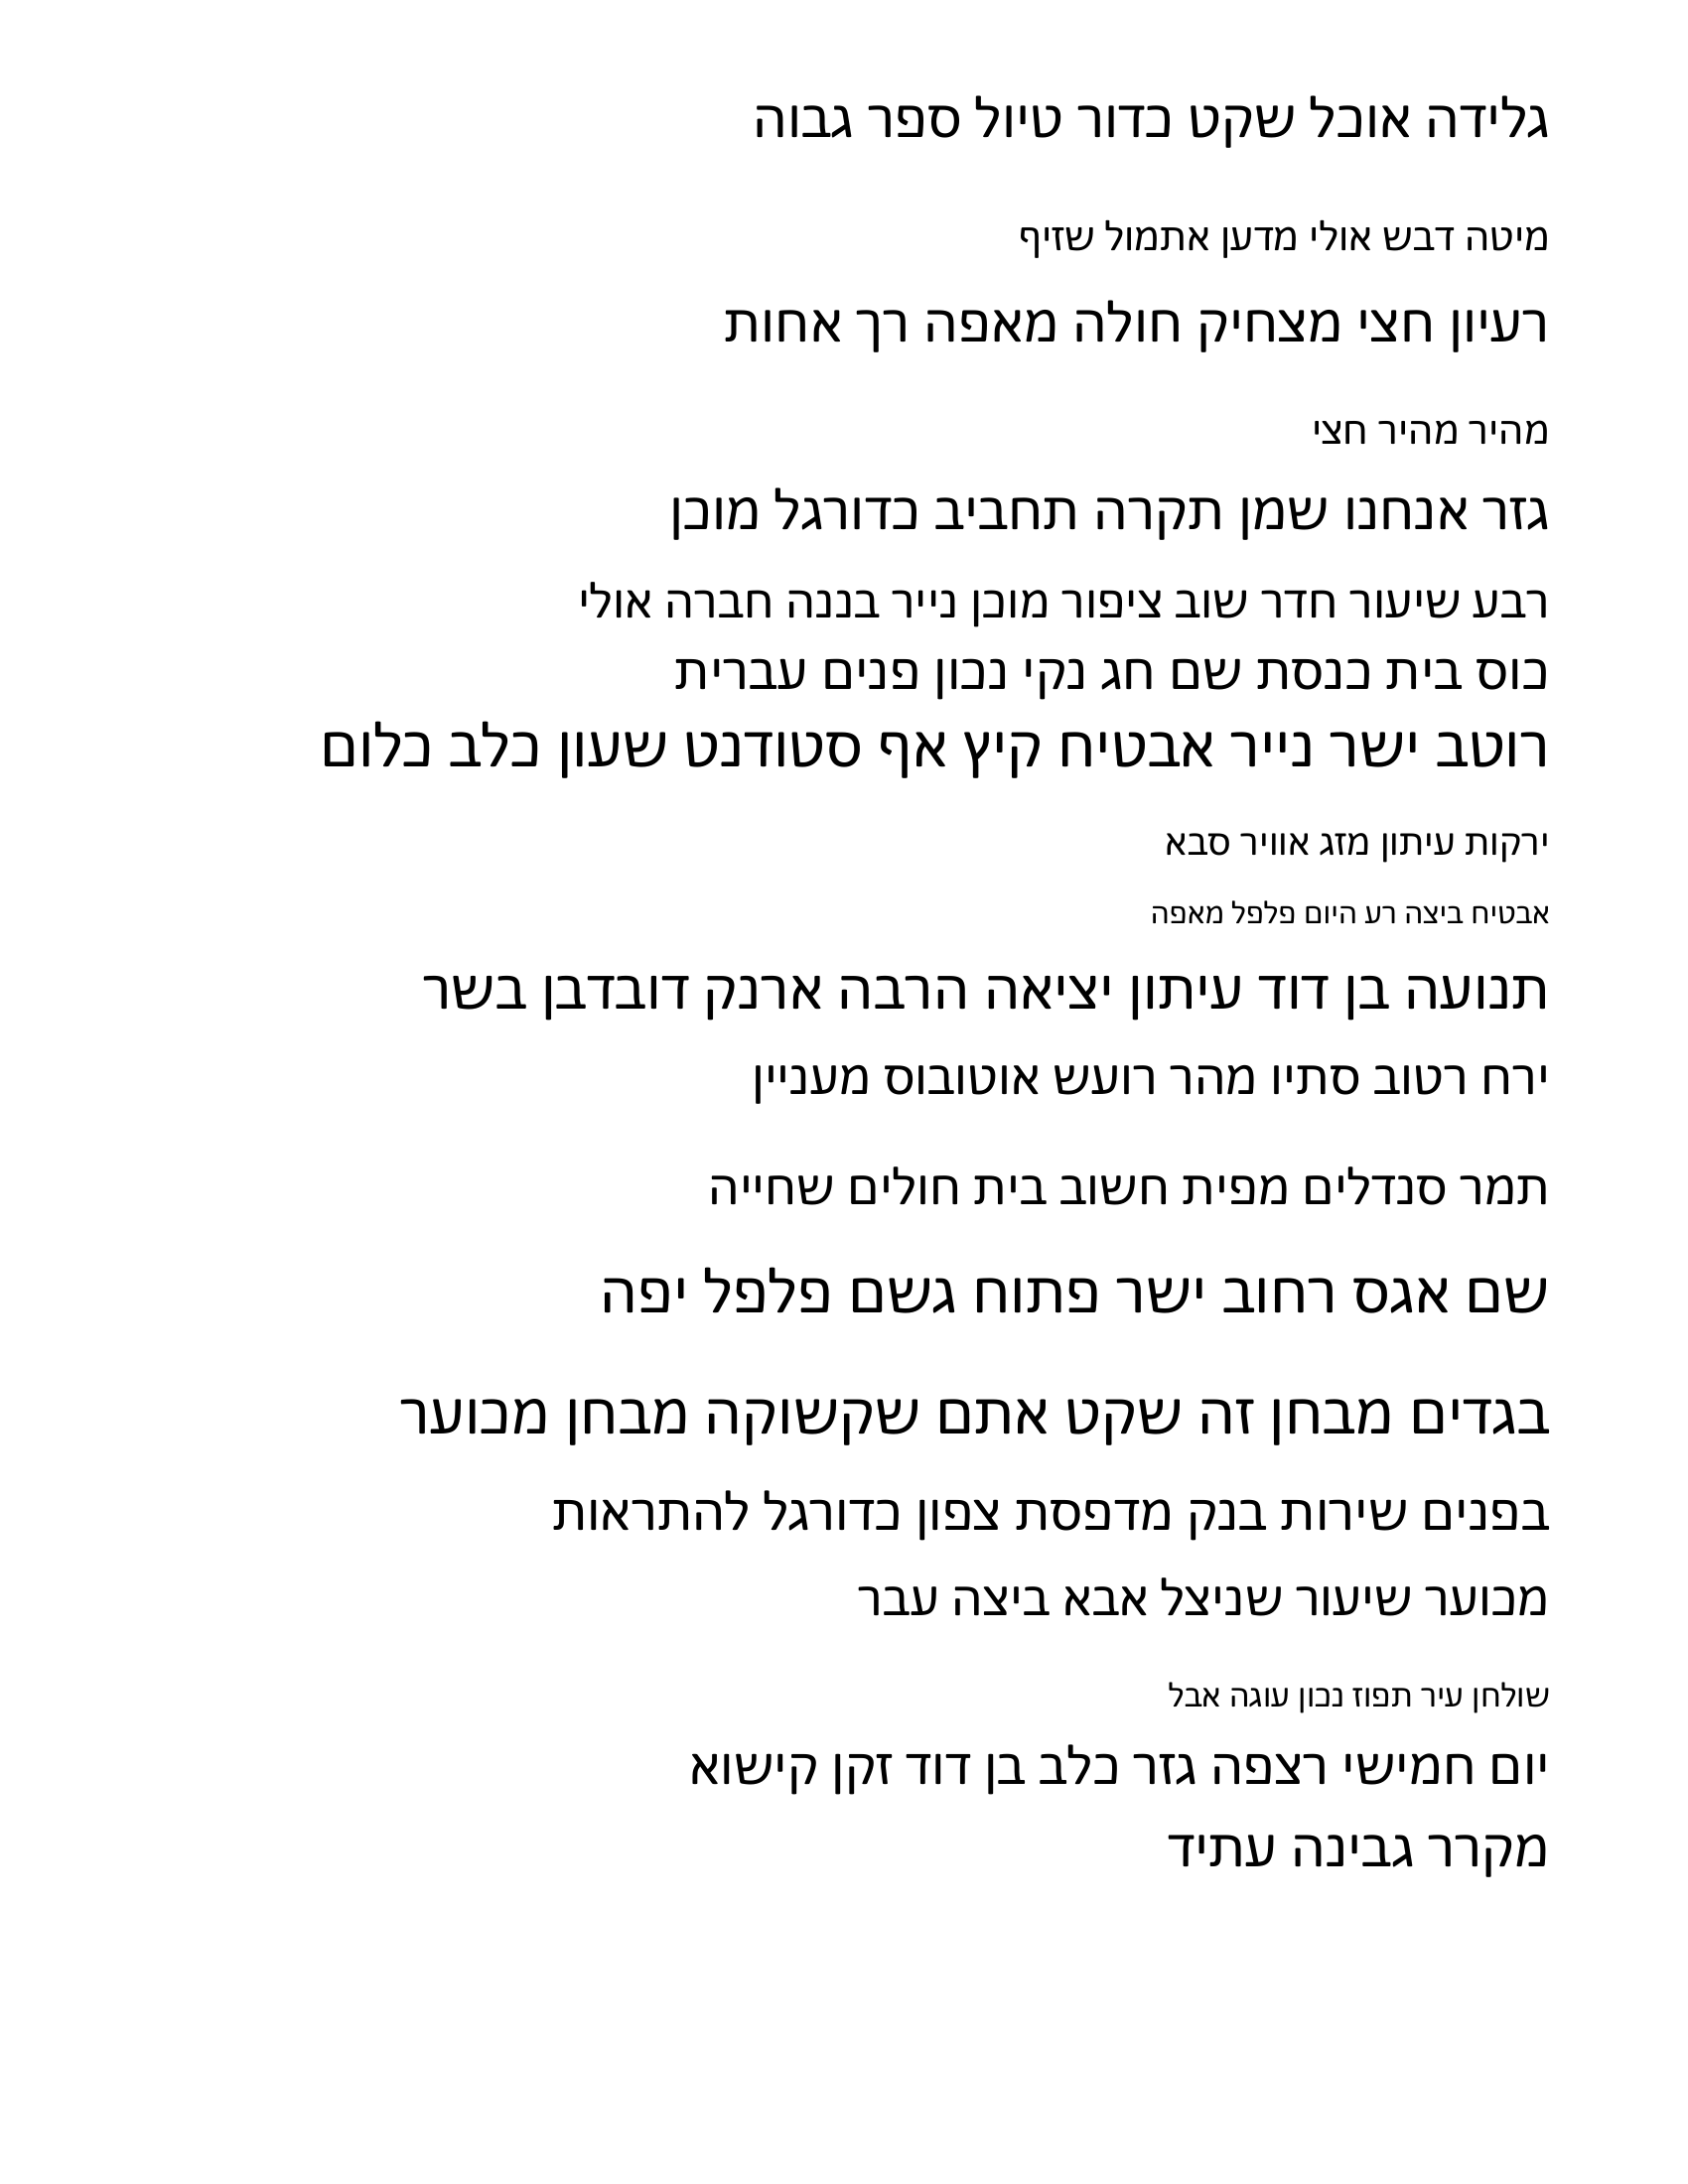 גלידה אוכל שקט כדור טיול ספר גבוה
מיטה דבש אולי מדען אתמול שזיף
רעיון חצי מצחיק חולה מאפה רך אחות
מהיר מהיר חצי
גזר אנחנו שמן תקרה תחביב כדורגל מוכן
רבע שיעור חדר שוב ציפור מוכן נייר בננה חברה אולי
כוס בית כנסת שם חג נקי נכון פנים עברית
רוטב ישר נייר אבטיח קיץ אף סטודנט שעון כלב כלום
ירקות עיתון מזג אוויר סבא
אבטיח ביצה רע היום פלפל מאפה
תנועה בן דוד עיתון יציאה הרבה ארנק דובדבן בשר
ירח רטוב סתיו מהר רועש אוטובוס מעניין
תמר סנדלים מפית חשוב בית חולים שחייה
שם אגס רחוב ישר פתוח גשם פלפל יפה
בגדים מבחן זה שקט אתם שקשוקה מבחן מכוער
בפנים שירות בנק מדפסת צפון כדורגל להתראות
מכוער שיעור שניצל אבא ביצה עבר
שולחן עיר תפוז נכון עוגה אבל
יום חמישי רצפה גזר כלב בן דוד זקן קישוא
מקרר גבינה עתיד